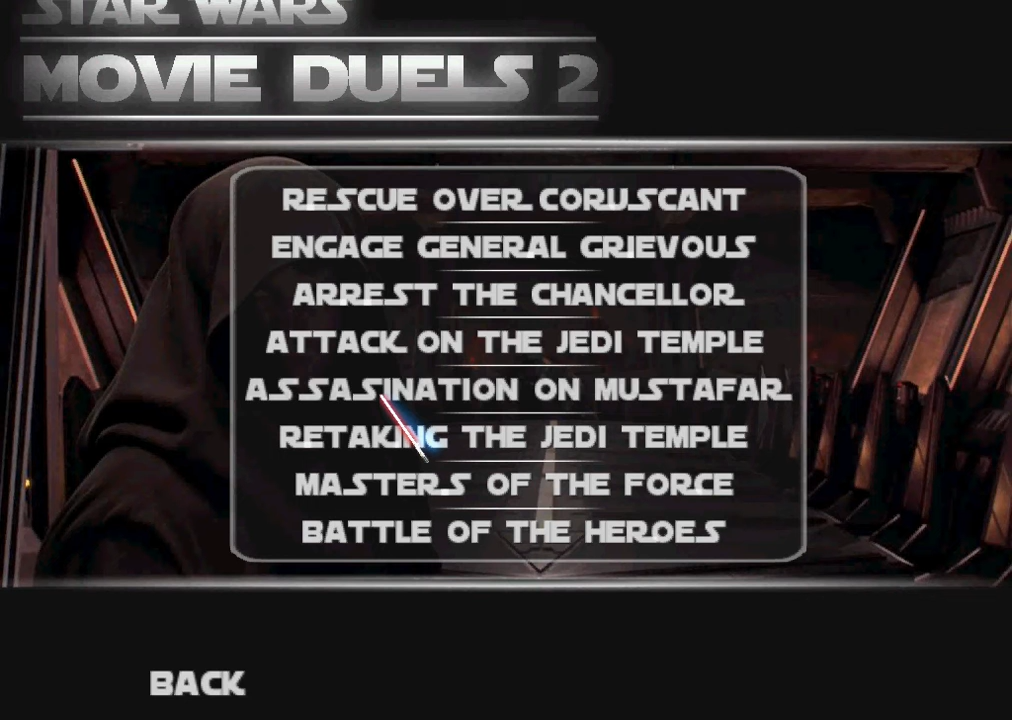 STAR WARS
MOVIE DUELS 2
RESCUE OVER CORUSCANT
ENGAGE GENERAL GRIEVOUS
ARREST THE CHANCELLOR
ATTACK ON THE JEDI TEMPLE
ASSASINATION ON MUSTAFAR
RETAKING THE JEDI TEMPLE
MASTERS OF THE FORCE
BATTLE OF THE HEROES
BACK